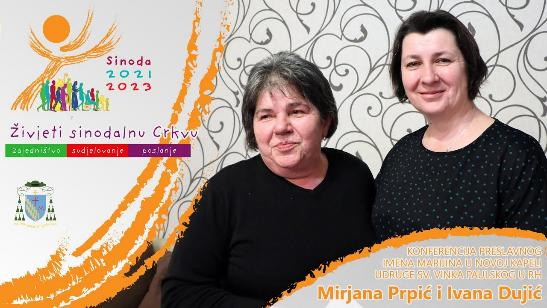 Sinoda
2021
2023
Živjeti sinodalnu Crkvu
zajedništvo sudjelovanje poslanje
KONFERENCIJA PRESLAVNOG
IMENA MARIJINA U NOVOJ KAPELI
UDRUGE SV. VINKA PAULSKOG U RH
Mirjana Prpić i Ivana Dujić